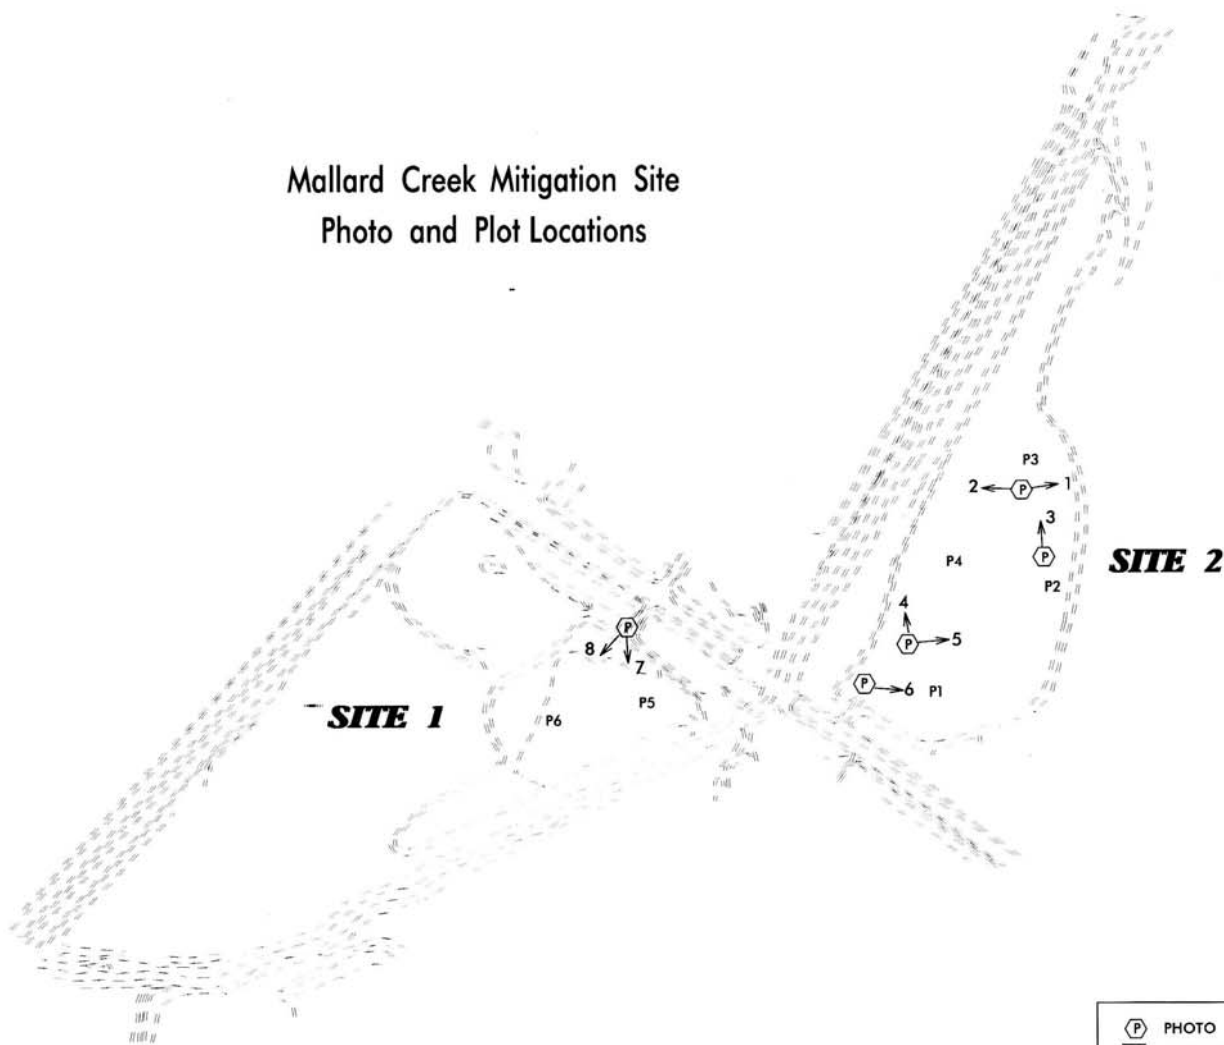 Mallard Creek Mitigation Site
Photo and Plot Locations
P3
2 P 1
3
P
P4
P2
SITE 2
4
P 5
P 6 P1
P
8 7
P5
P6
SITE 1
P PHOTO